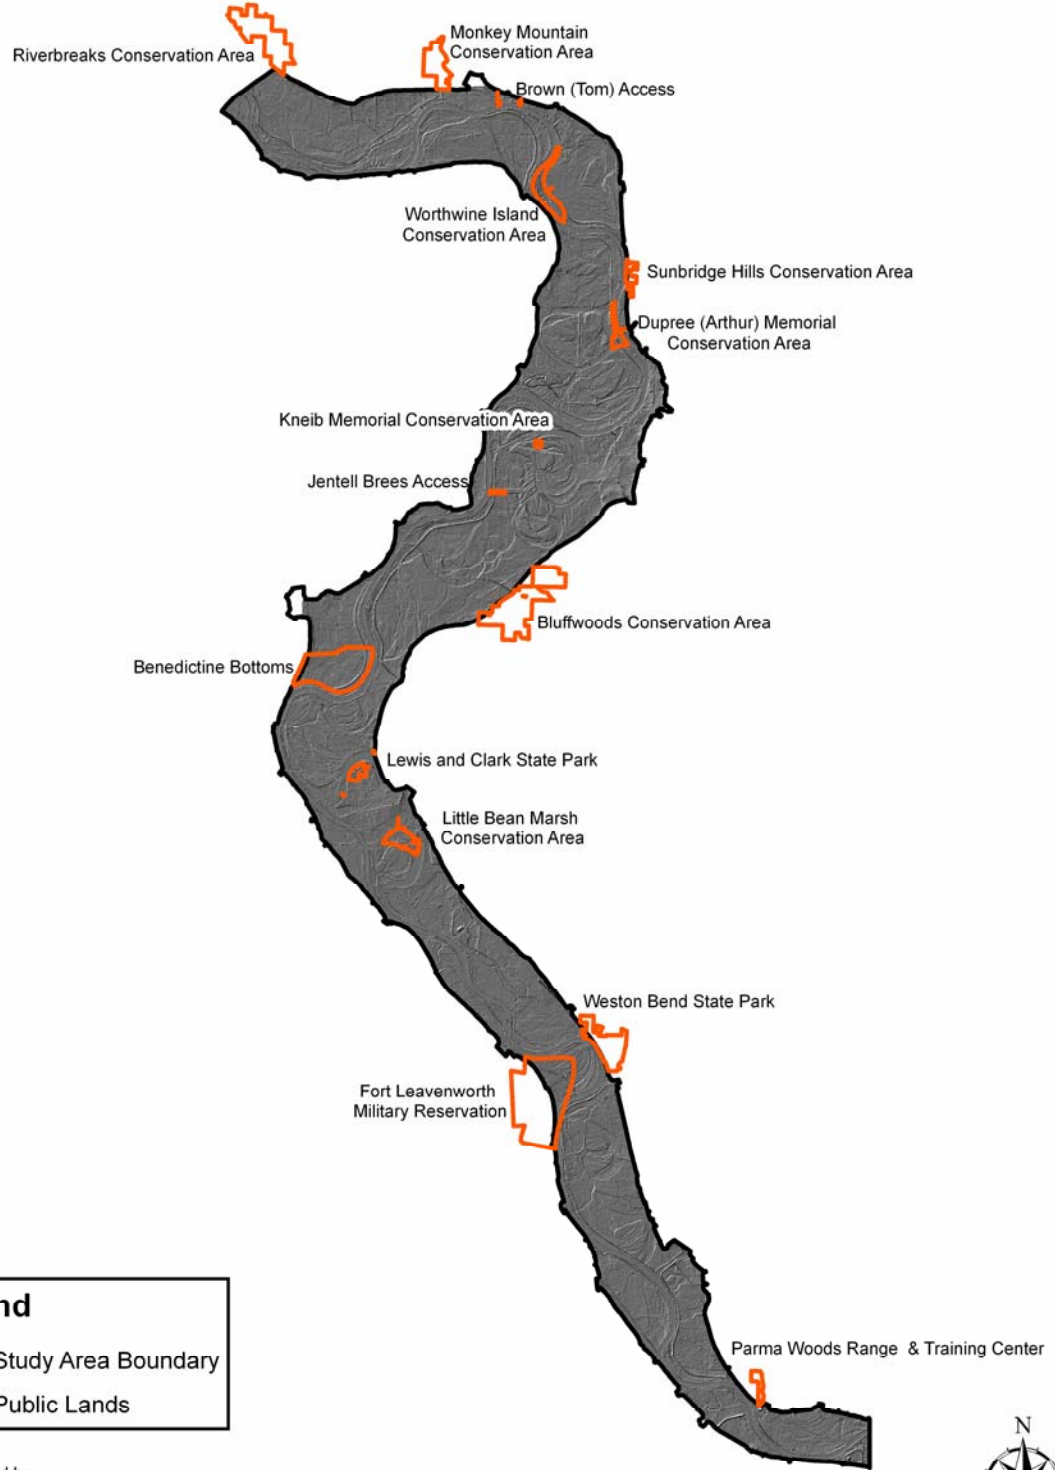 Monkey Mountain
Conservation Area
Riverbreaks Conservation Area
Brown (Tom) Access
Worthwine Island
Conservation Area
Sunbridge Hills Conservation Area
Dupree (Arthur) Memorial
Conservation Area
Kneib Memorial Conservation Area
Jentell Brees Access
Bluffwoods Conservation Area
Benedictine Bottoms
Lewis and Clark State Park
Little Bean Marsh
Conservation Area
Weston Bend State Park
Fort Leavenworth
Military Reservation
Parma Woods Range & Training Center
nd
Study Area Boundary
Public Lands
N